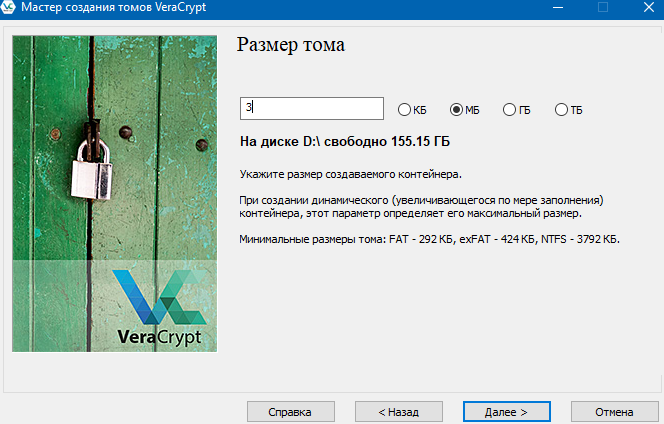 Мастер создания томов VeraCrypt
Размер тома
3
КБ
МБ
ГБ
ТБ
На диске D:\ свободно 155.15 ГБ
Укажите размер создаваемого контейнера.
При создании динамического (увеличивающегося по мере заполнения)
контейнера, этот параметр определяет его максимальный размер.
Минимальные размеры тома: FAT - 292 КБ, exFAT - 424 КБ, NTFS - 3792 КБ.
VeraCrypt
Справка
< Назад
Далее >
Отмена